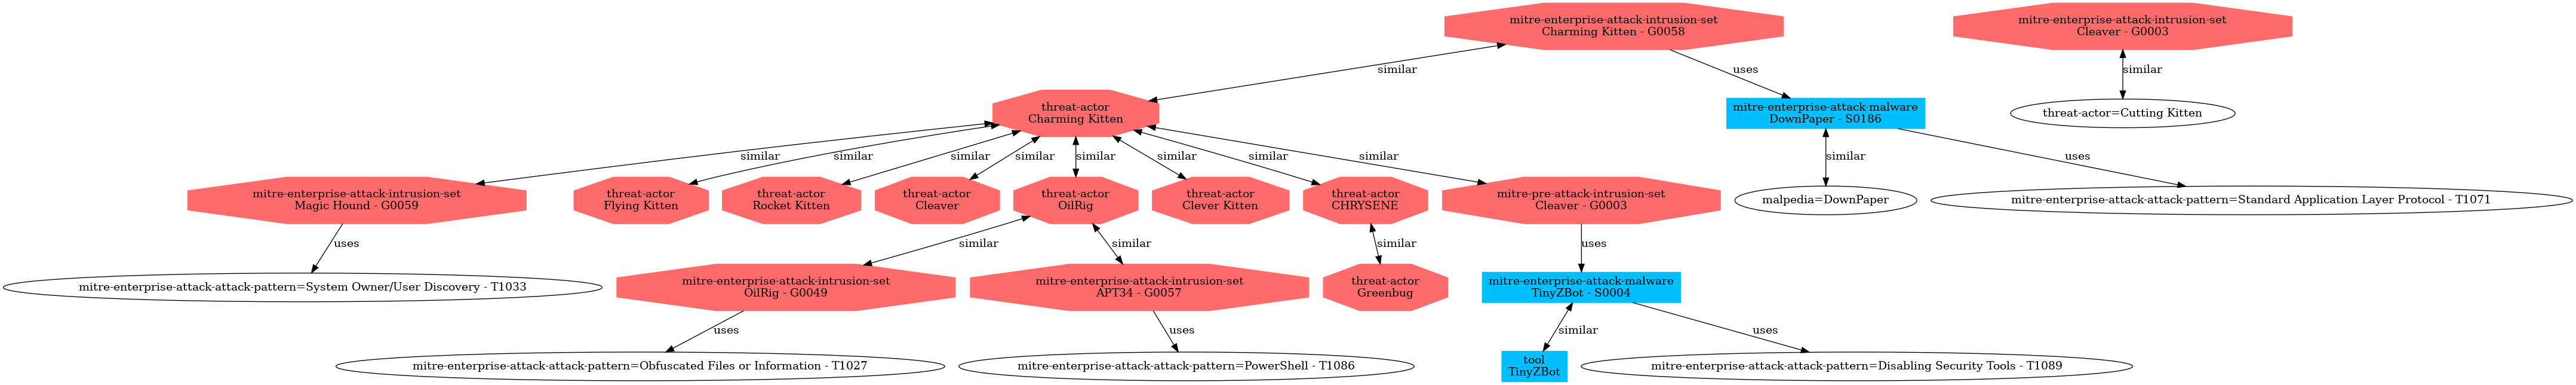 mitre-enterprise-attack-intrusion-set
Charming Kitten - G0058
mitre-enterprise-attack-intrusion-set
Cleaver - G0003
similar
uses
similar
threat-actor
Charming Kitten
mitre-enterprise-attack-malware
DownPaper - S0186
threat-actor=Cutting Kitten
similar
similar
similar
similar
similar
similar
similar
similar
similar
uses
mitre-enterprise-attack-intrusion-set
Magic Hound - G0059
threat-actor
Flying Kitten
threat-actor
Rocket Kitten
threat-actor
Cleaver
threat-actor
OilRig
threat-actor
Clever Kitten
threat-actor
CHRYSENE
mitre-pre-attack-intrusion-set
Cleaver - G0003
malpedia=DownPaper
mitre-enterprise-attack-attack-pattern=Standard Application Layer Protocol - T1071
uses
similar
similar
similar
uses
mitre-enterprise-attack-attack-pattern=System Owner/User Discovery - T1033
mitre-enterprise-attack-intrusion-set
OilRig - G0049
mitre-enterprise-attack-intrusion-set
APT34 - G0057
threat-actor
Greenbug
mitre-enterprise-attack-malware
TinyZBot - S0004
uses
uses
similar
uses
mitre-enterprise-attack-attack-pattern=Obfuscated Files or Information - T1027
mitre-enterprise-attack-attack-pattern=PowerShell - T1086
tool
TinyZBot
mitre-enterprise-attack-attack-pattern=Disabling Security Tools - T1089